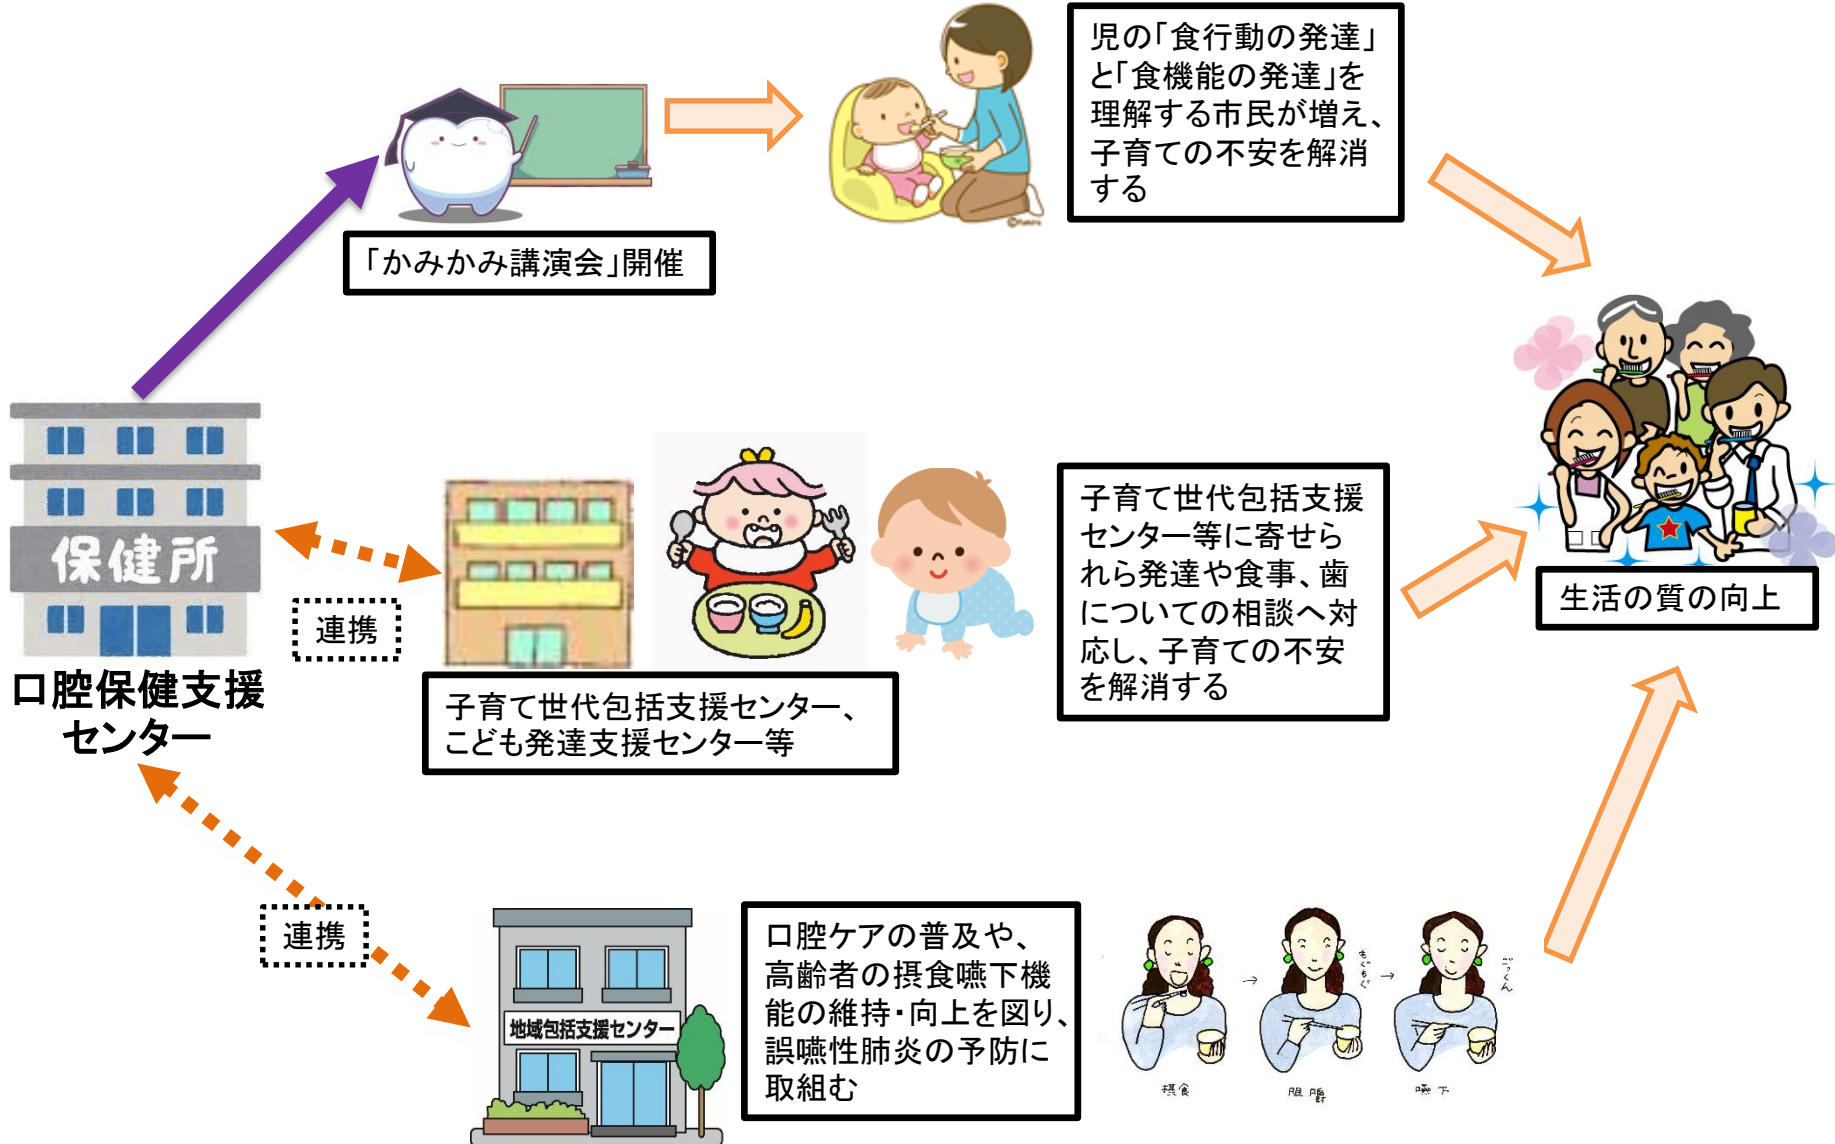 児の「食行動の発達」
と「食機能の発達」を
理解する市民が増え、
子育ての不安を解消
する
「かみかみ講演会」開催
保健所
口腔保健支援
センター
連携
子育て世代包括支援センター、
こども発達支援センター等
子育て世代包括支援
センター等に寄せら
れら発達や食事、歯
についての相談へ対
応し、子育ての不安
を解消する
生活の質の向上
連携
地域包括支援センター
口腔ケアの普及や、
高齢者の摂食嚥下機
能の維持・向上を図り、
誤嚥性肺炎の予防に
取組む
→
もぐもぐ
→
ごっくん
摂食
咀嚼
嚥下